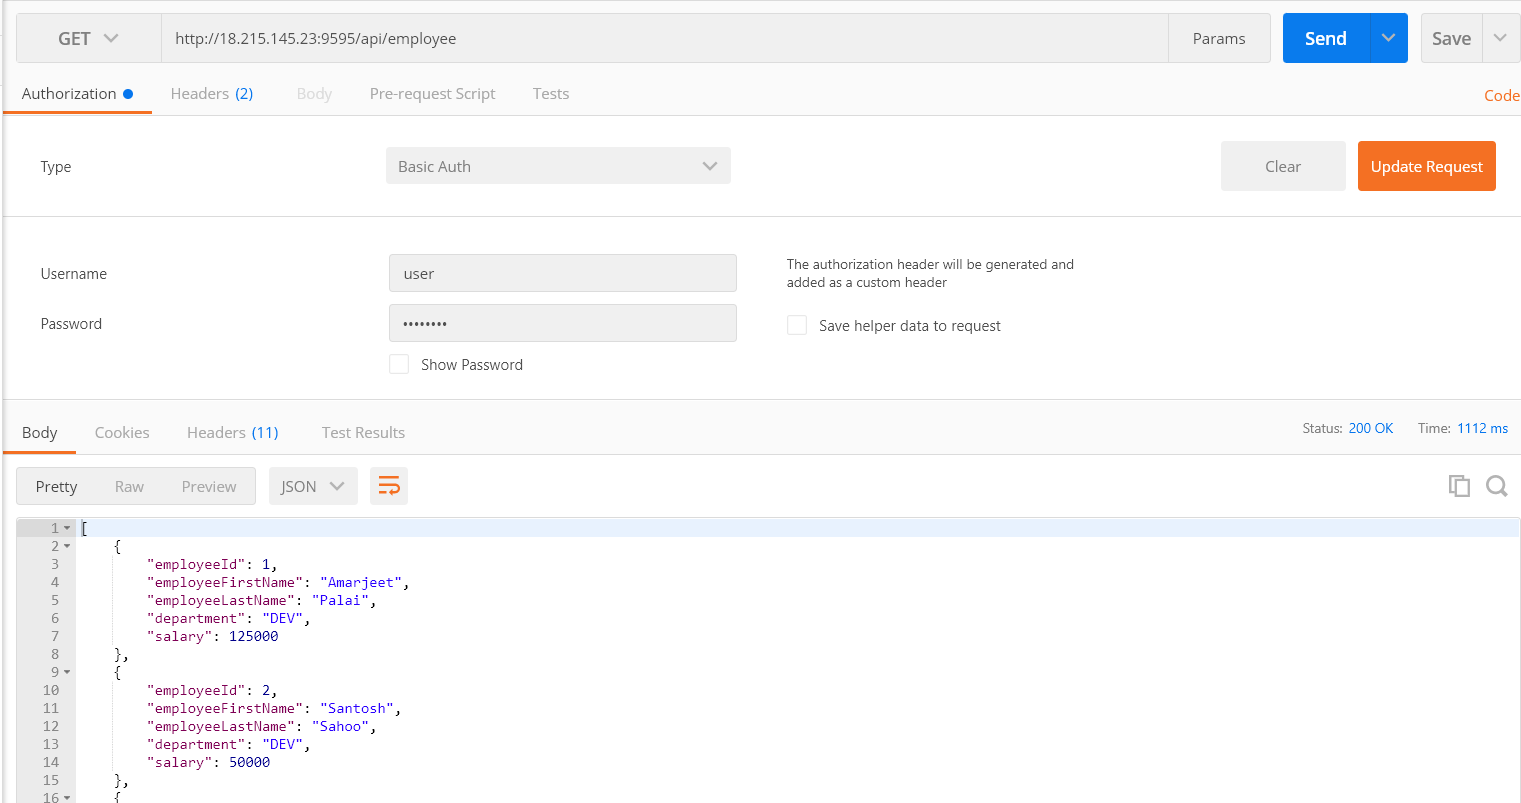 GET http://18.215.145.23:9595/api/employee Params Send Save
Authorization Headers (2) Body Pre-request Script Tests Code
Type Basic Auth Clear Update Request
Username user The authorization header will be generated and
added as a custom header
Password •••••••• Save helper data to request
Show Password
Body Cookies Headers (11) Test Results Status: 200 OK Time: 1112 ms
Pretty Raw Preview JSON
1 [
2 {
3 "employeeId": 1,
4 "employeeFirstName": "Amarjeet",
5 "employeeLastName": "Palai",
6 "department": "DEV",
7 "salary": 125000
8 },
9 {
10 "employeeId": 2,
11 "employeeFirstName": "Santosh",
12 "employeeLastName": "Sahoo",
13 "department": "DEV",
14 "salary": 50000
15 },
16 {